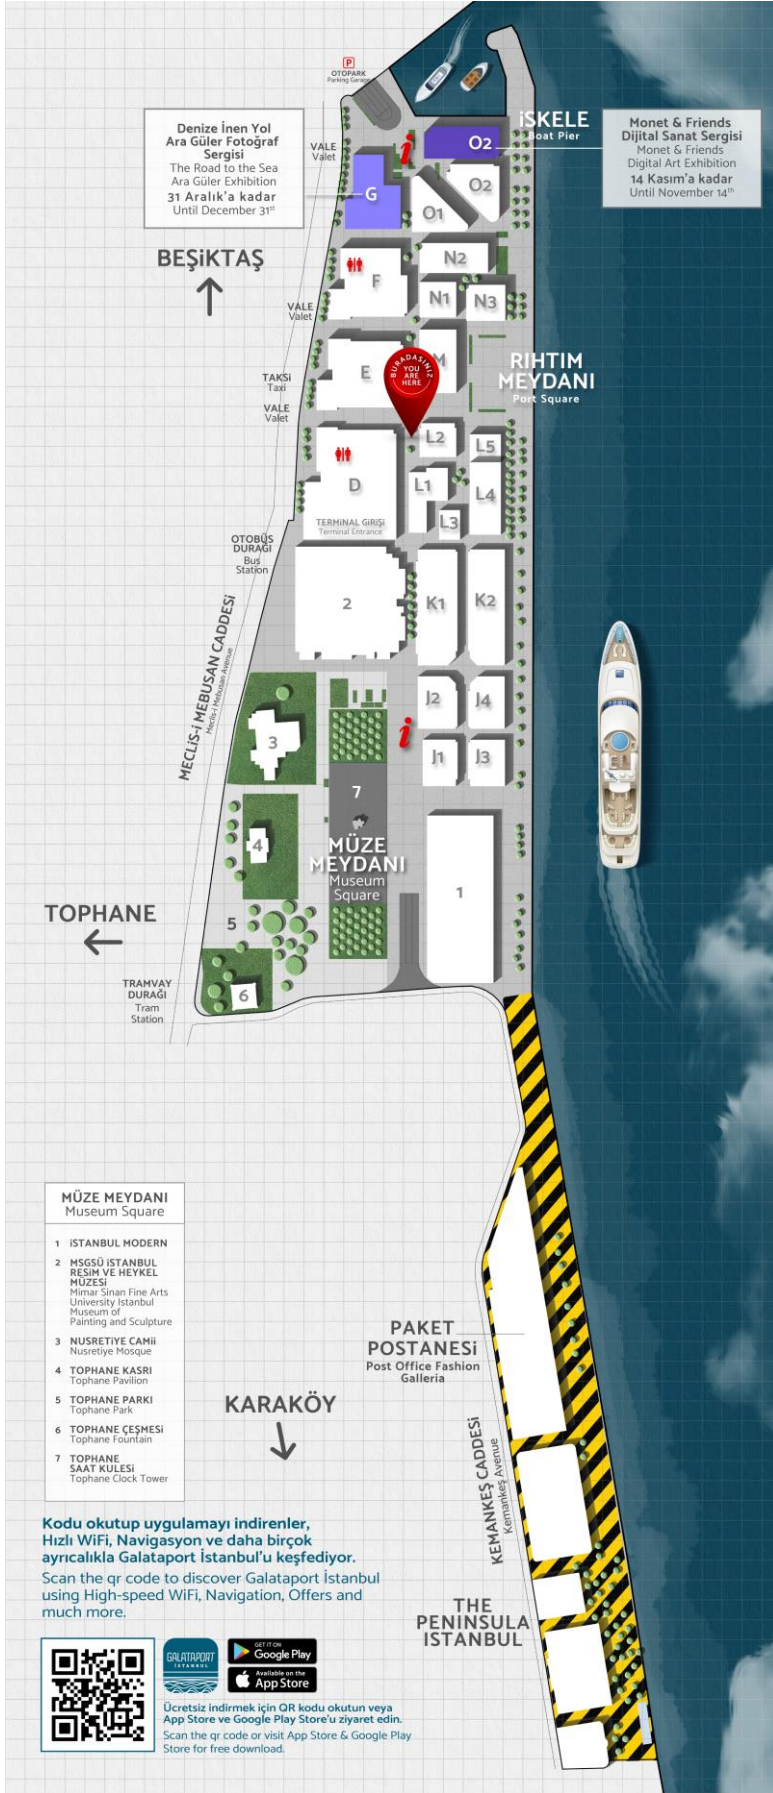 P
OTOPARK
Parking Garage
Denize İnen Yol
Ara Güler Fotoğraf
Sergisi
The Road to the Sea
Ara Güler Exhibition
31 Aralık'a kadar
Until December 31st
VALE
Valet
i
İSKELE
Boat Pier
O2
Monet & Friends
Dijital Sanat Sergisi
Monet & Friends
Digital Art Exhibition
14 Kasım'a kadar
Until November 14th
G
O1
O2
BEŞİKTAŞ
F
N2
N1
N3
VALE
Valet
E
M
BURADASINIZ
YOU
ARE
HERE
RIHTIM
MEYDANI
Port Square
TAKSİ
Taxi
VALE
Valet
D
L2
L5
L1
L4
L3
TERMİNAL GİRİŞİ
Terminal Entrance
OTOBÜS
DURAĞI
Bus
Station
2
K1
K2
MECLİS-İ MEBUSAN CADDESİ
Meclis-i Mebusan Avenue
J2
J4
3
i
J1
J3
7
4
MÜZE
MEYDANI
Museum
Square
1
TOPHANE
5
TRAMVAY
DURAĞI
Tram
Station
6
MÜZE MEYDANI
Museum Square
1 İSTANBUL MODERN
2 MSGSÜ İSTANBUL
RESİM VE HEYKEL
MÜZESİ
Mimar Sinan Fine Arts
University Istanbul
Museum of
Painting and Sculpture
3 NUSRETİYE CAMİİ
Nusretiye Mosque
4 TOPHANE KASRI
Tophane Pavilion
5 TOPHANE PARKI
Tophane Park
6 TOPHANE ÇEŞMESİ
Tophane Fountain
7 TOPHANE
SAAT KULESİ
Tophane Clock Tower
PAKET
POSTANESİ
Post Office Fashion
Galleria
KARAKÖY
KEMANKEŞ CADDESİ
Kemankeş Avenue
THE
PENINSULA
ISTANBUL
Kodu okutup uygulamayı indirenler,
Hızlı WiFi, Navigasyon ve daha birçok
ayrıcalıkla Galataport İstanbul'u keşfediyor.
Scan the qr code to discover Galataport İstanbul
using High-speed WiFi, Navigation, Offers and
much more.
GALATAPORT
İSTANBUL
GET IT ON
Google Play
Available on the
App Store
Ücretsiz indirmek için QR kodu okutun veya
App Store ve Google Play Store'u ziyaret edin.
Scan the qr code or visit App Store & Google Play
Store for free download.